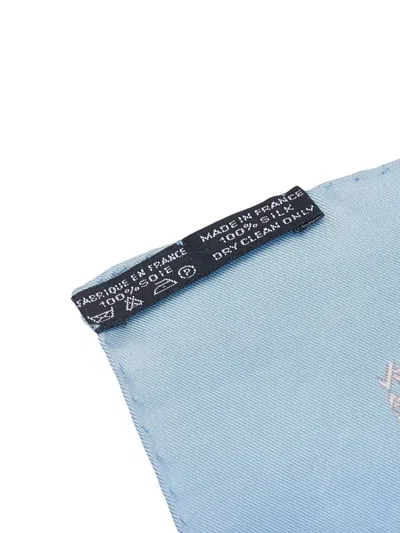 FABRIQUE EN FRANCE
100% SOIE
P
MADE IN FRANCE
100% SILK
DRY CLEAN ONLY